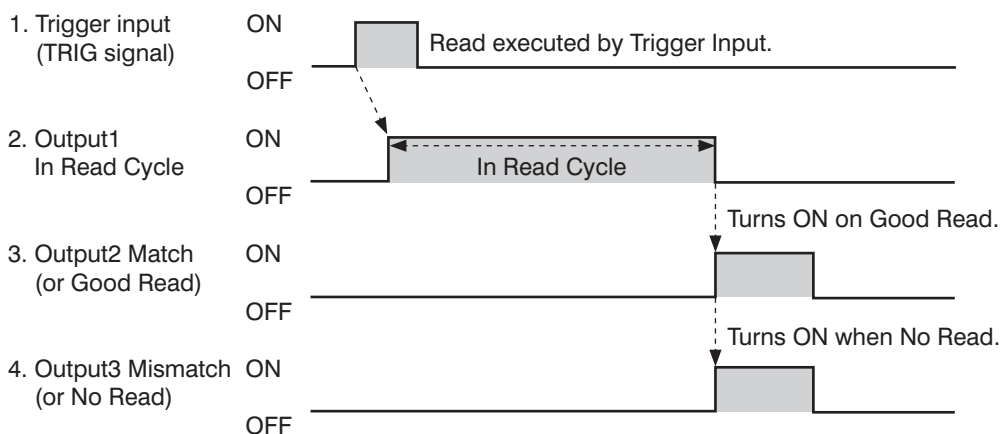 1. Trigger input ON
(TRIG signal)
Read executed by Trigger Input.
OFF
2. Output1 ON
In Read Cycle
In Read Cycle
OFF
Turns ON on Good Read.
3. Output2 Match ON
(or Good Read)
OFF
Turns ON when No Read.
4. Output3 Mismatch ON
(or No Read)
OFF